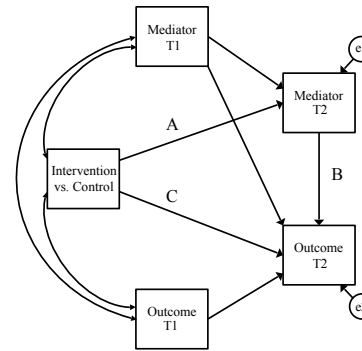 Mediator
T1
e
Mediator
T2
A
Intervention
vs. Control
B
C
Outcome
T2
Outcome
T1
e